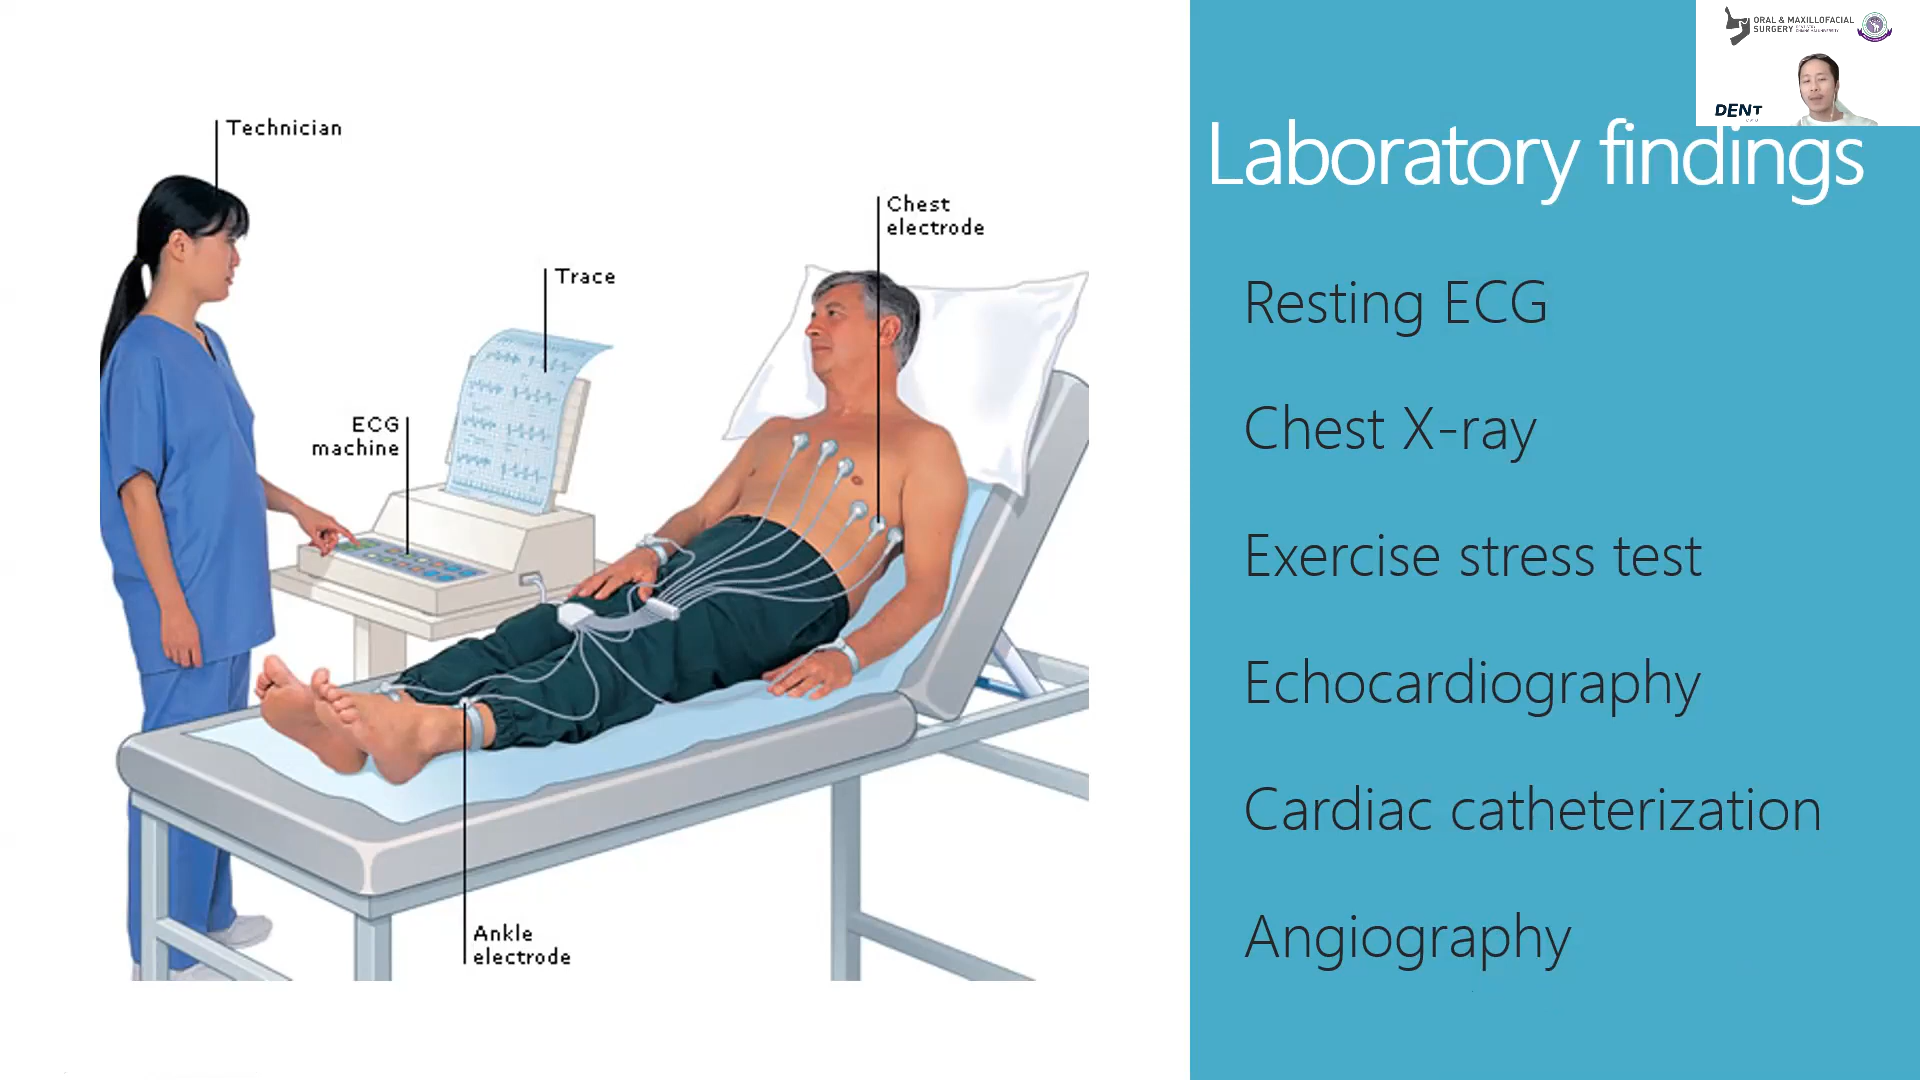 Technician
Chest
electrode
Trace
ECG
machine
Ankle
electrode
ORAL & MAXILLOFACIAL
SURGERY
DENT
Laboratory findings
Resting ECG
Chest X-ray
Exercise stress test
Echocardiography
Cardiac catheterization
Angiography